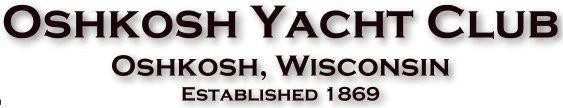 Oshkosh Yacht Club
Oshkosh, Wisconsin
Established 1869